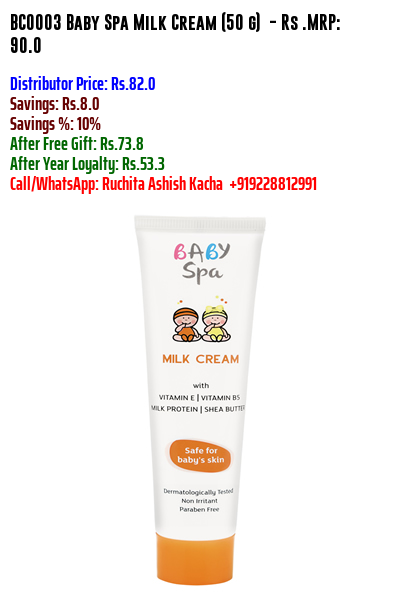 BC0003 Baby Spa Milk Cream (50 g) - Rs .MRP:
90.0
Distributor Price: Rs.82.0
Savings: Rs.8.0
Savings %: 10%
After Free Gift: Rs.73.8
After Year Loyalty: Rs.53.3
Call/WhatsApp: Ruchita Ashish Kacha +919228812991
BABY
Spa
MILK CREAM
with
VITAMIN E | VITAMIN B5
MILK PROTEIN | SHEA BUTTER
Safe for
baby's skin
Dermatologically Tested
Non Irritant
Paraben Free